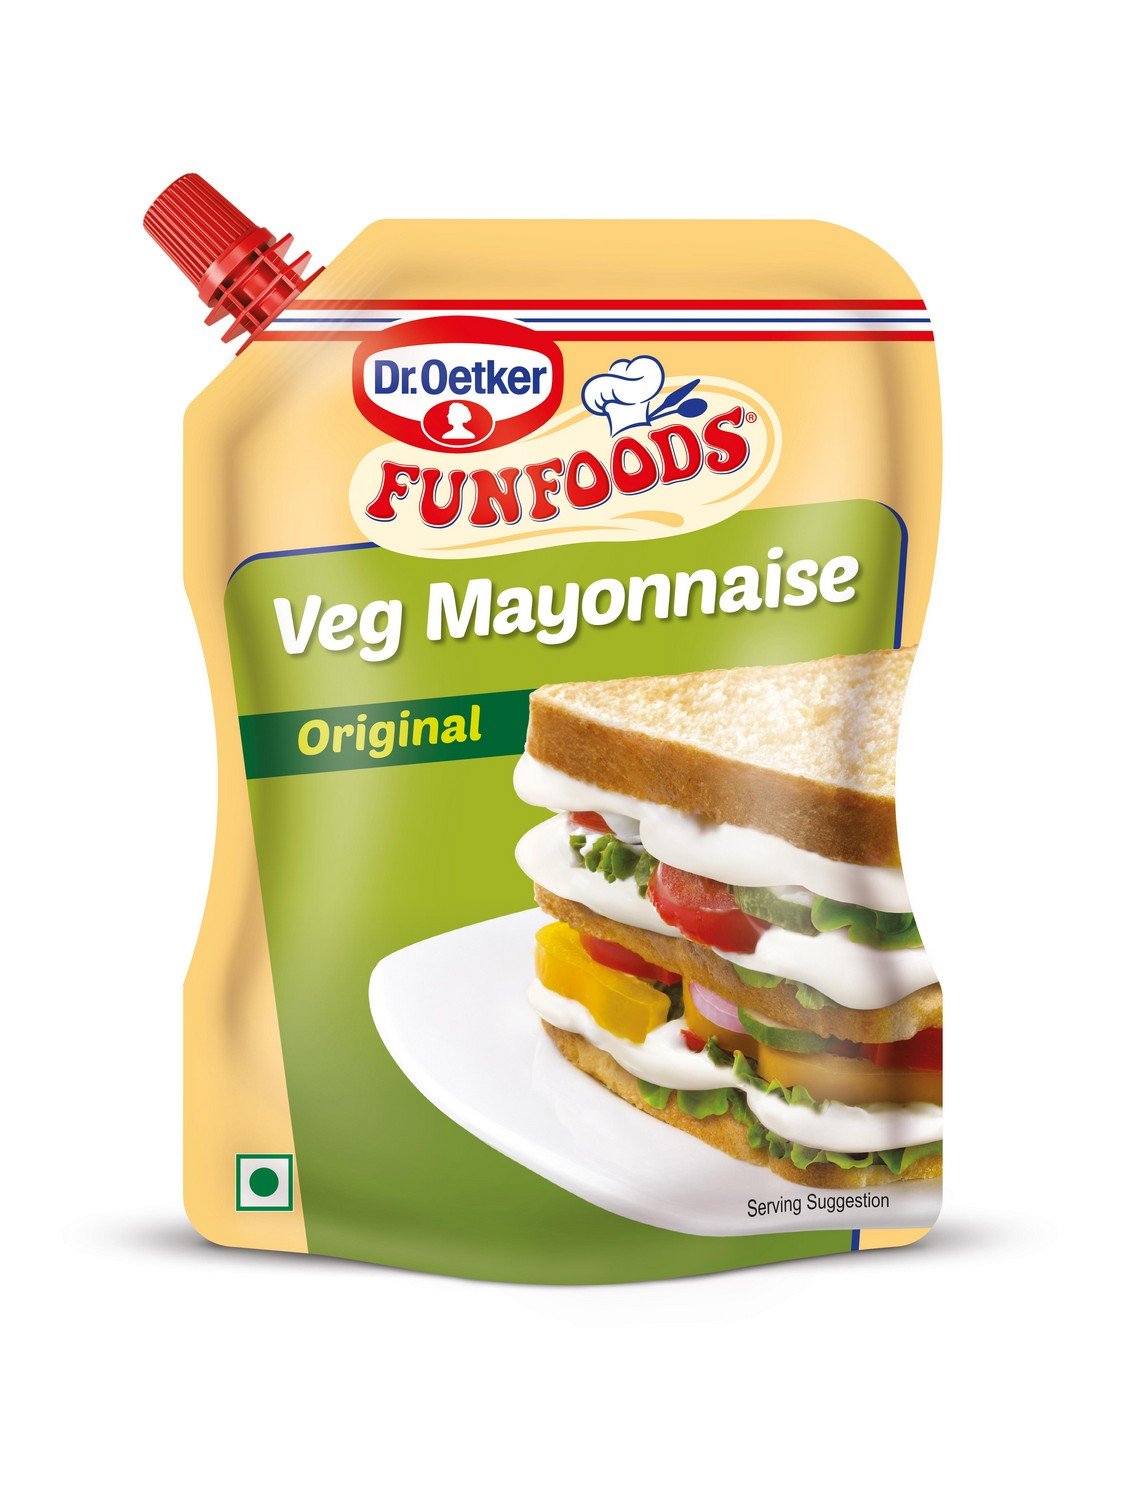 Dr.Oetker
FUNFOODS®
Veg Mayonnaise
Original
Serving Suggestion